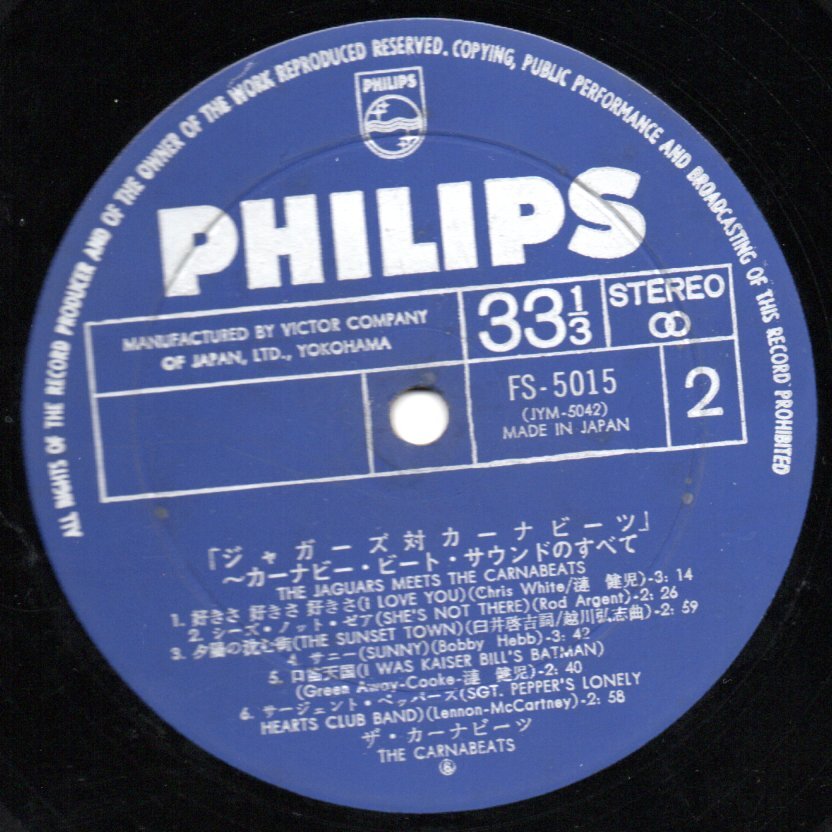 ALL RIGHTS OF THE RECORD PRODUCER AND OF THE OWNER OF THE WORK REPRODUCED RESERVED. COPYING, PUBLIC PERFORMANCE AND BROADCASTING OF THIS RECORD PROHIBITED
PHILIPS
PHILIPS
MANUFACTURED BY VICTOR COMPANY
OF JAPAN, LTD., YOKOHAMA
33 1/3
STEREO
FS-5015
(JYM-5042)
MADE IN JAPAN
2
「ジャガーズ対カーナビーツ」
～カーナビー・ビート・サウンドのすべて
THE JAGUARS MEETS THE CARNABEATS
1. 好きさ 好きさ 好きさ(I LOVE YOU)(Chris White/漣 健児)-3: 14
2. シーズ・ノット・ゼア(SHE'S NOT THERE)(Rod Argent)-2: 26
3. 夕陽の沈む街(THE SUNSET TOWN)(臼井啓吉詞/越川弘志曲)-2: 59
4. サニー(SUNNY)(Bobby Hebb)-3: 42
5. 口笛天国(I WAS KAISER BILL'S BATMAN)
(Green Away-Cooke-漣 健児)-2: 40
6. サージェント・ペッパーズ(SGT. PEPPER'S LONELY
HEARTS CLUB BAND)(Lennon-McCartney)-2: 58
ザ・カーナビーツ
THE CARNABEATS